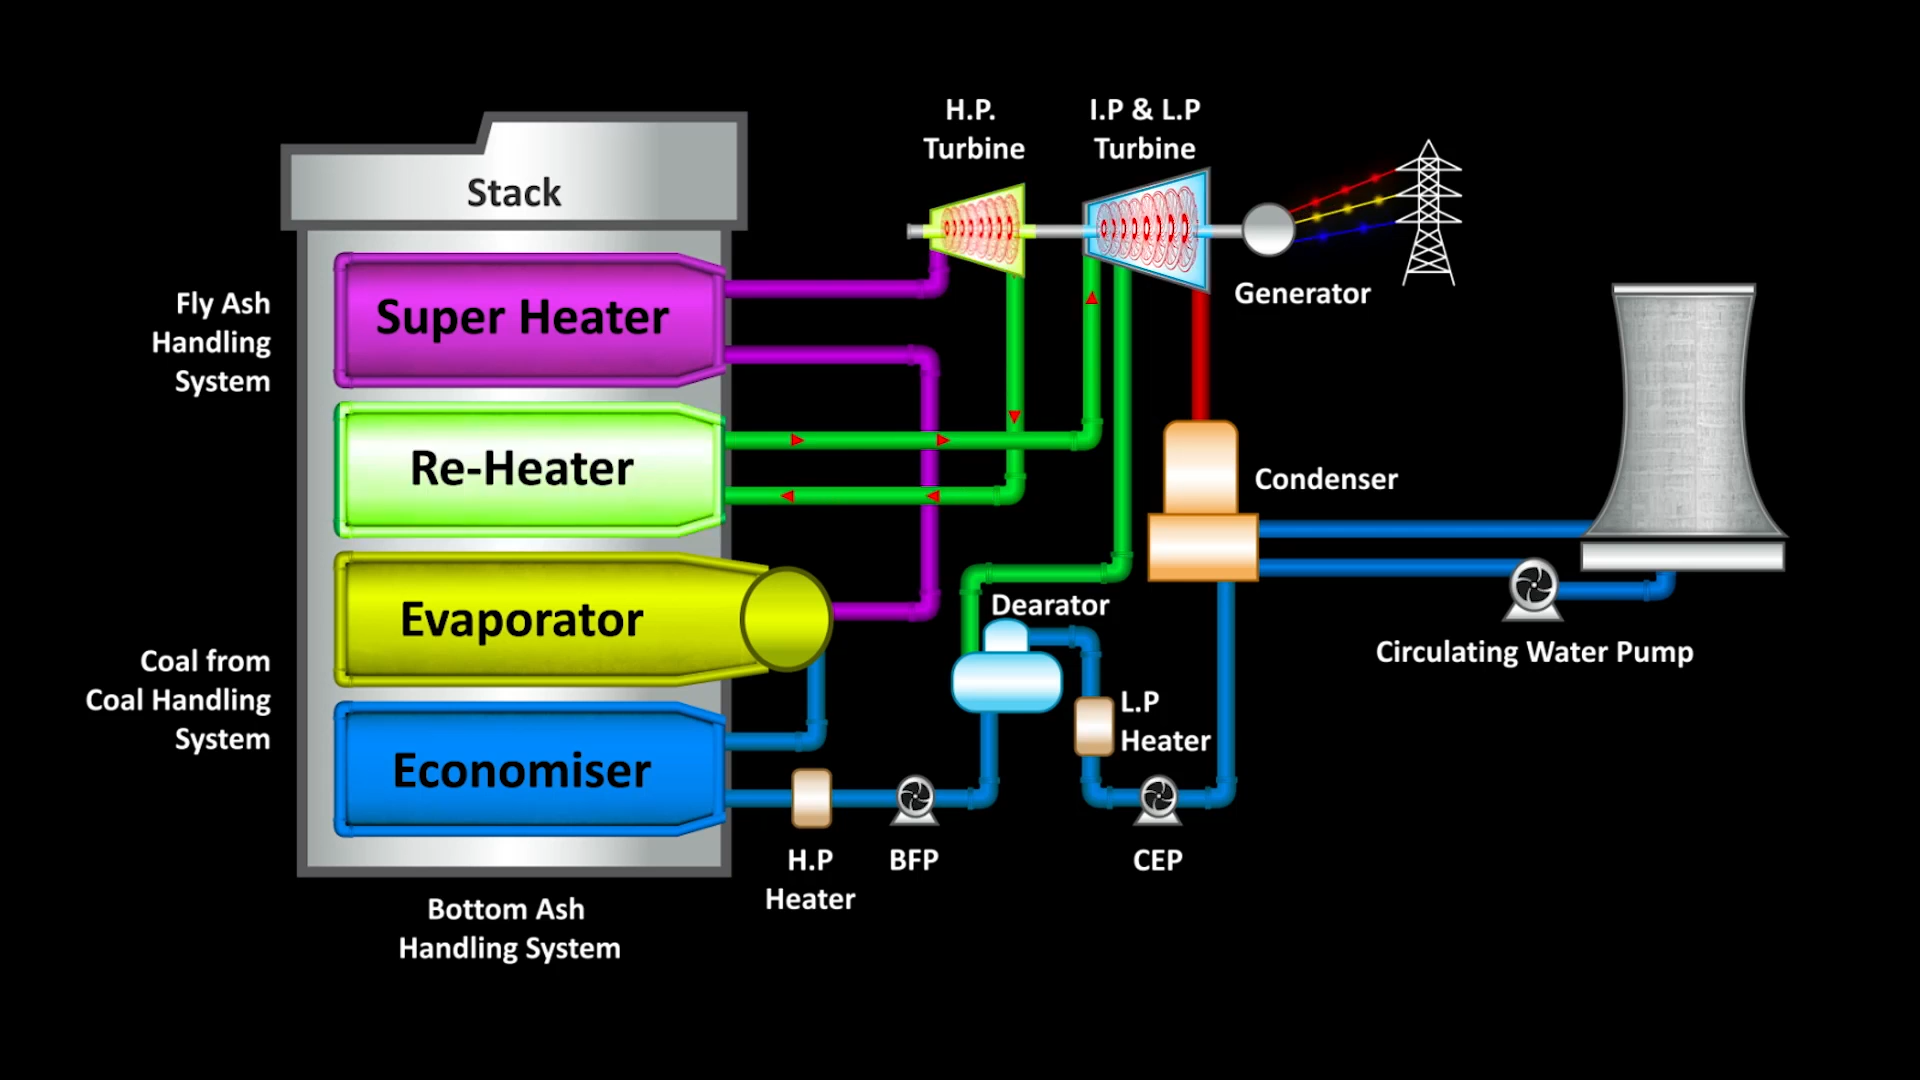 H.P.
Turbine
I.P & L.P
Turbine
Stack
Generator
Fly Ash
Handling
System
Super Heater
Re-Heater
Condenser
Evaporator
Dearator
Circulating Water Pump
Coal from
Coal Handling
System
L.P
Heater
Economiser
H.P
Heater
BFP
CEP
Bottom Ash
Handling System